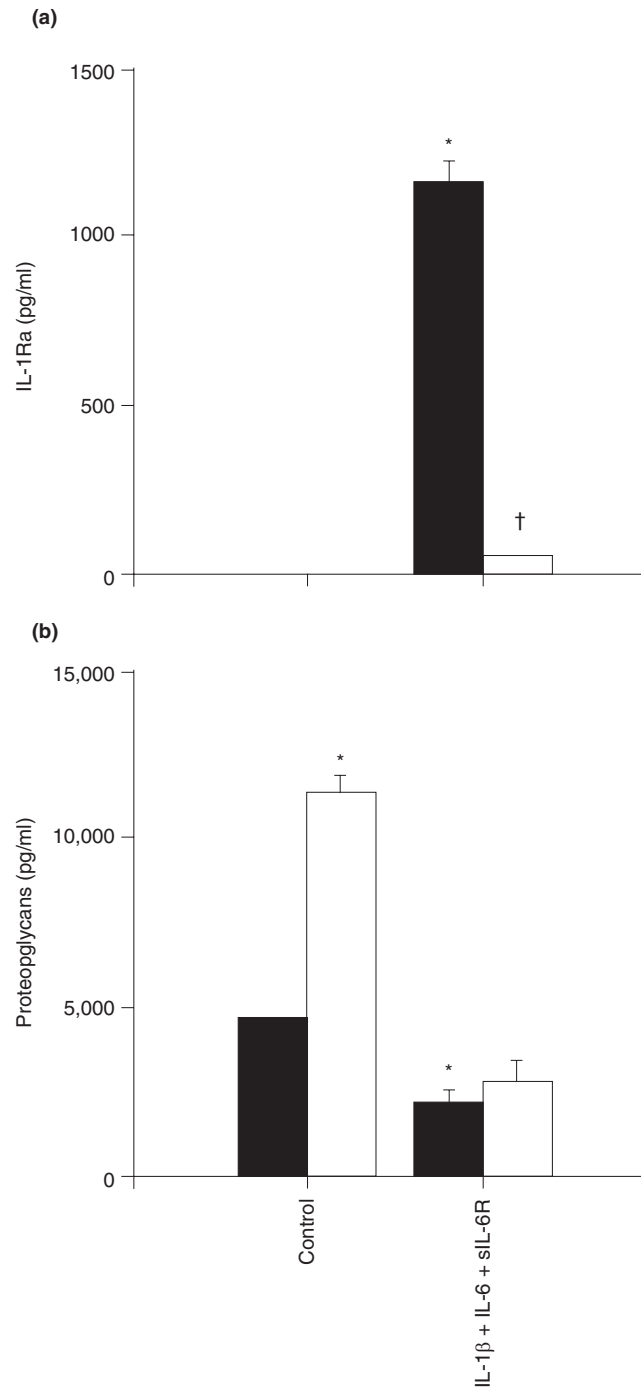 (a)
1500
1000
500
0
IL-1Ra (pg/ml)
*
†
(b)
15,000
10,000
5,000
0
Proteopglycans (pg/ml)
*
*
Control
IL-1β + IL-6 + sIL-6R